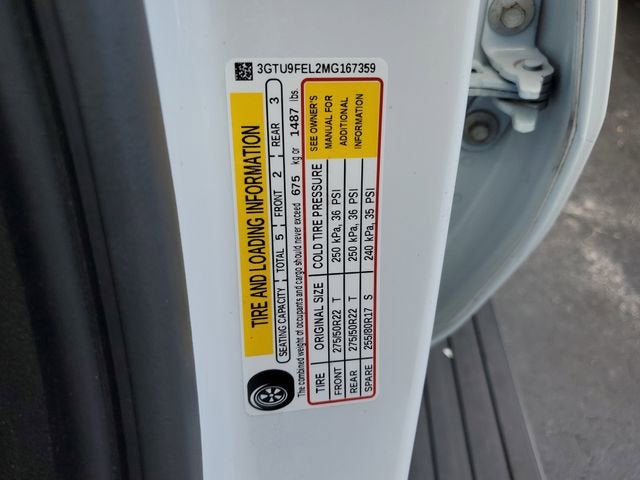 3GTU9FEL2MG167359
TIRE AND LOADING INFORMATION
SEATING CAPACITY TOTAL 5 FRONT 2 REAR 3
The combined weight of occupants and cargo should never exceed 675 kg or 1487 lbs
TIRE ORIGINAL SIZE COLD TIRE PRESSURE
FRONT 275/50R22 T 250 kPa, 36 PSI
REAR 275/50R22 T 250 kPa, 36 PSI
SPARE 255/80R17 S 240 kPa, 35 PSI
SEE OWNER'S
MANUAL FOR
ADDITIONAL
INFORMATION